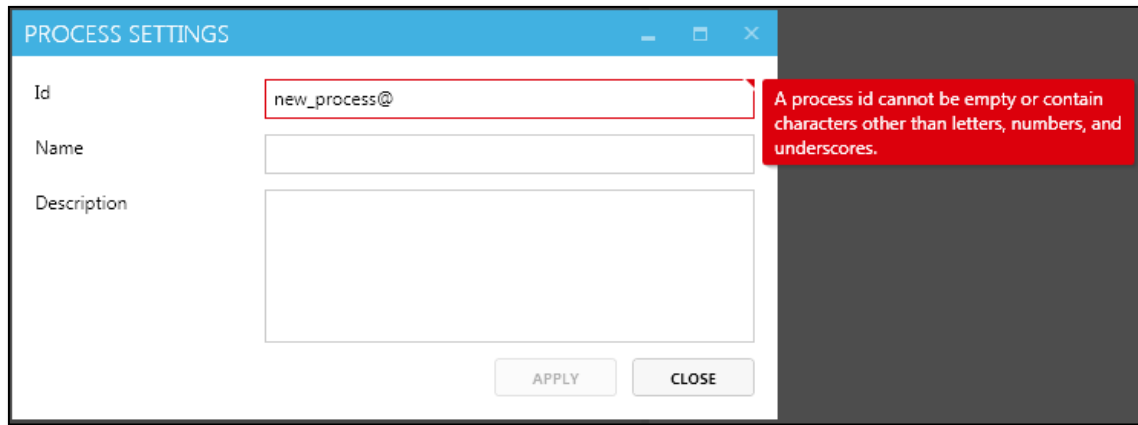 PROCESS SETTINGS
Id
new_process@
A process id cannot be empty or contain
characters other than letters, numbers, and
underscores.
Name
Description
APPLY
CLOSE